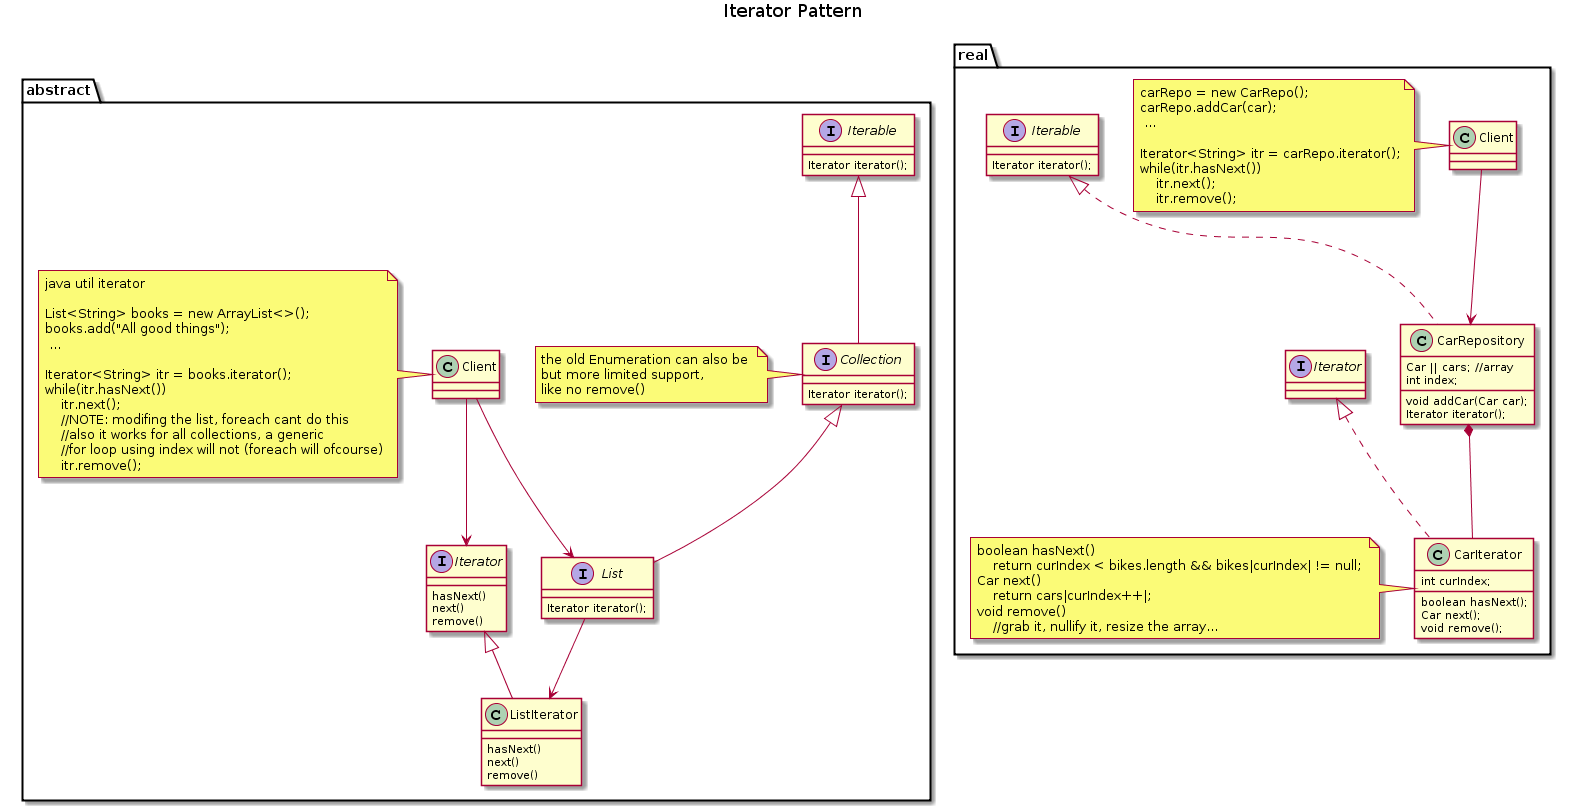 Iterator Pattern
abstract
I Iterable
Iterator iterator();
java util iterator
List<String> books = new ArrayList<>();
books.add("All good things");
...
Iterator<String> itr = books.iterator();
while(itr.hasNext())
itr.next();
//NOTE: modifing the list, foreach cant do this
//also it works for all collections, a generic
//for loop using index will not (foreach will ofcourse)
itr.remove();
C Client
the old Enumeration can also be
but more limited support,
like no remove()
I Collection
Iterator iterator();
I Iterator
hasNext()
next()
remove()
I List
Iterator iterator();
C ListIterator
hasNext()
next()
remove()
real
I Iterable
Iterator iterator();
carRepo = new CarRepo();
carRepo.addCar(car);
...
Iterator<String> itr = carRepo.iterator();
while(itr.hasNext())
itr.next();
itr.remove();
C Client
I Iterator
C CarRepository
Car || cars; //array
int index;
void addCar(Car car);
Iterator iterator();
boolean hasNext()
return curIndex < bikes.length && bikes|curIndex| != null;
Car next()
return cars|curIndex++|;
void remove()
//grab it, nullify it, resize the array...
C CarIterator
int curIndex;
boolean hasNext();
Car next();
void remove();